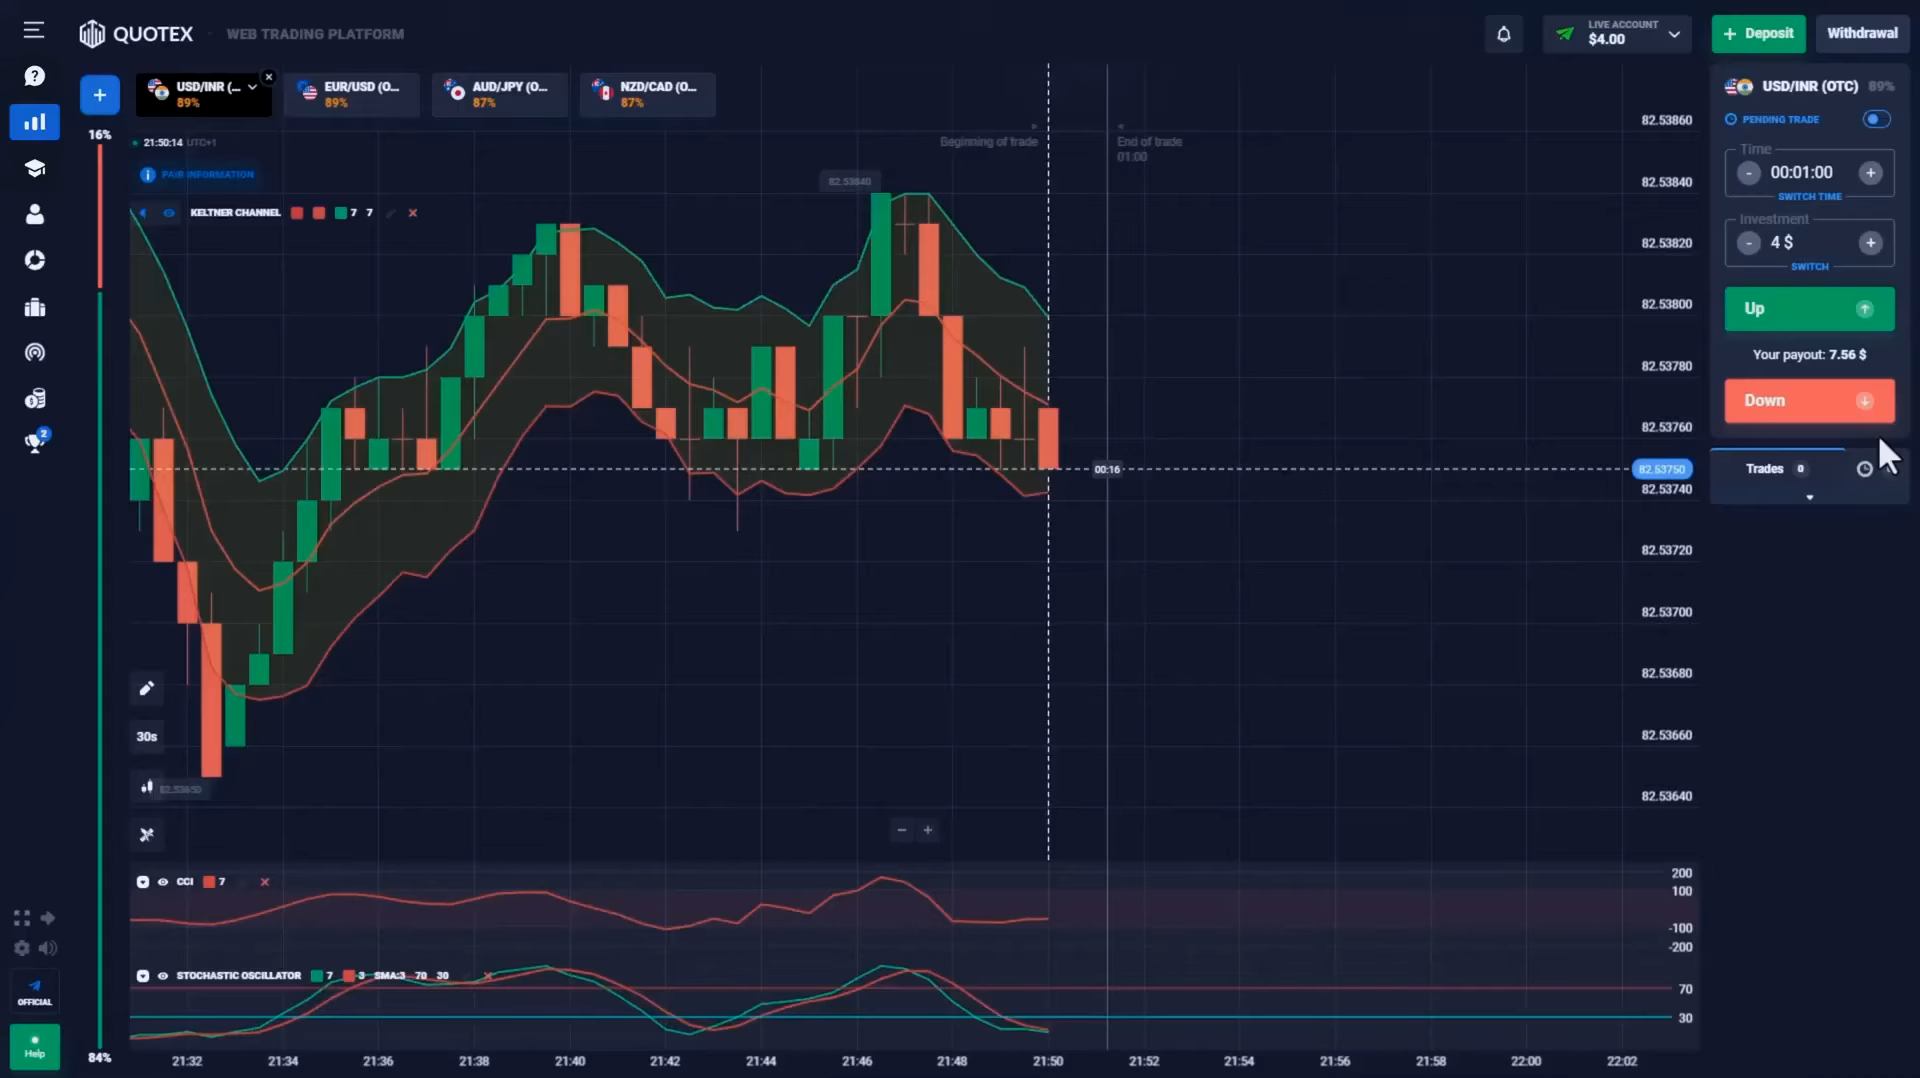 QUOTEX
WEB TRADING PLATFORM
LIVE ACCOUNT
$4.00
+ Deposit
Withdrawal
USD/INR (...
89%
EUR/USD (O...
89%
AUD/JPY (O...
87%
NZD/CAD (O...
87%
16%
21:50:14 UTC+1
PAIR INFORMATION
KELTNER CHANNEL 7 7
82.53840
Beginning of trade
End of trade
01:00
82.53860
82.53840
82.53820
82.53800
82.53780
82.53760
82.53750
82.53740
82.53720
82.53700
82.53680
82.53660
82.53640
00:16
USD/INR (OTC) 89%
PENDING TRADE
Time
- 00:01:00 +
SWITCH TIME
Investment
- 4 $ +
SWITCH
Up
Your payout: 7.56 $
Down
Trades 0
2
30s
82.53650
CCI 7
200
100
-100
-200
STOCHASTIC OSCILLATOR 7 3 SMA:3 70 30
70
30
OFFICIAL
Help
84%
21:32 21:34 21:36 21:38 21:40 21:42 21:44 21:46 21:48 21:50 21:52 21:54 21:56 21:58 22:00 22:02